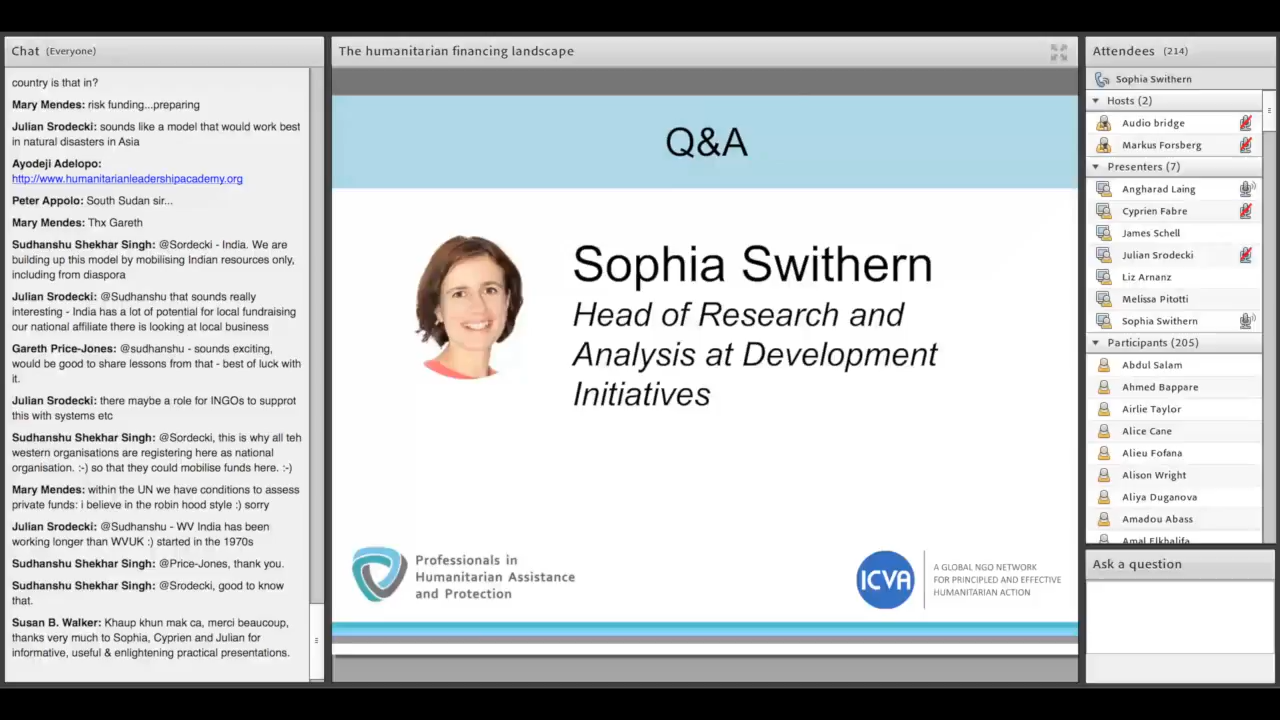 Chat (Everyone)
country is that in?
Mary Mendes: risk funding...preparing
Julian Srodecki: sounds like a model that would work best
in natural disasters in Asia
Ayodeji Adelopo:
http://www.humanitarianleadershipacademy.org
Peter Appolo: South Sudan sir...
Mary Mendes: Thx Gareth
Sudhanshu Shekhar Singh: @Sordecki - India. We are
building up this model by mobilising Indian resources only,
including from diaspora
Julian Srodecki: @Sudhanshu that sounds really
interesting - India has a lot of potential for local fundraising
our national affiliate there is looking at local business
Gareth Price-Jones: @sudhanshu - sounds exciting,
would be good to share lessons from that - best of luck with
it.
Julian Srodecki: there maybe a role for INGOs to supprot
this with systems etc
Sudhanshu Shekhar Singh: @Sordecki, this is why all teh
western organisations are registering here as national
organisation. :-) so that they could mobilise funds here. :-)
Mary Mendes: within the UN we have conditions to assess
private funds: i believe in the robin hood style :) sorry
Julian Srodecki: @Sudhanshu - WV India has been
working longer than WVUK :) started in the 1970s
Sudhanshu Shekhar Singh: @Price-Jones, thank you.
Sudhanshu Shekhar Singh: @Srodecki, good to know
that.
Susan B. Walker: Khaup khun mak ca, merci beaucoup,
thanks very much to Sophia, Cyprien and Julian for
informative, useful & enlightening practical presentations.
The humanitarian financing landscape
Q&A
Sophia Swithern
Head of Research and
Analysis at Development
Initiatives
Professionals in
Humanitarian Assistance
and Protection
ICVA
A GLOBAL NGO NETWORK
FOR PRINCIPLED AND EFFECTIVE
HUMANITARIAN ACTION
Attendees (214)
Sophia Swithern
Hosts (2)
Audio bridge
Markus Forsberg
Presenters (7)
Angharad Laing
Cyprien Fabre
James Schell
Julian Srodecki
Liz Arnanz
Melissa Pitotti
Sophia Swithern
Participants (205)
Abdul Salam
Ahmed Bappare
Airlie Taylor
Alice Cane
Alieu Fofana
Alison Wright
Aliya Duganova
Amadou Abass
Amal Elkhalifa
Ask a question